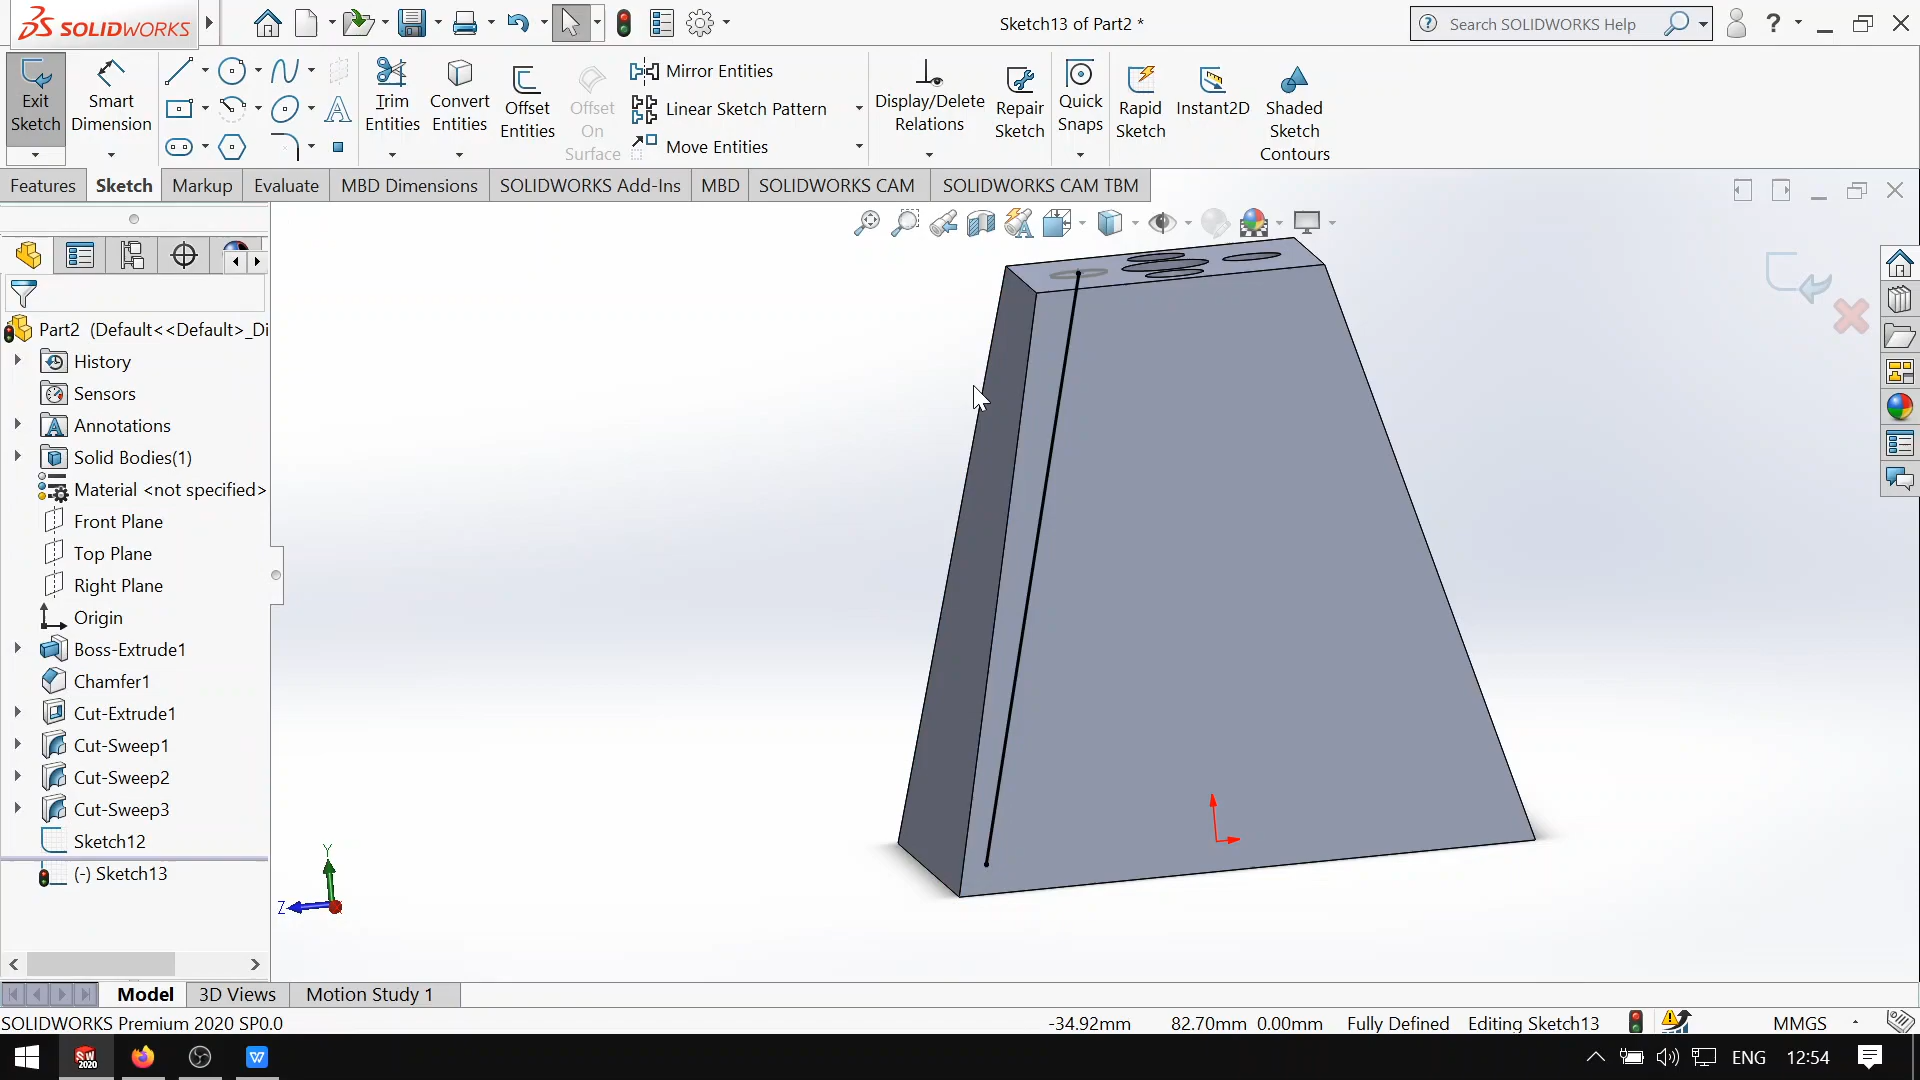 SOLIDWORKS
Sketch13 of Part2 *
Search SOLIDWORKS Help
Exit Sketch
Smart Dimension
Trim Entities
Convert Entities
Offset Entities
Offset On Surface
Mirror Entities
Linear Sketch Pattern
Move Entities
Display/Delete Relations
Repair Sketch
Quick Snaps
Rapid Sketch
Instant2D
Shaded Sketch Contours
Features
Sketch
Markup
Evaluate
MBD Dimensions
SOLIDWORKS Add-Ins
MBD
SOLIDWORKS CAM
SOLIDWORKS CAM TBM
Part2 (Default<<Default>_Di
History
Sensors
Annotations
Solid Bodies(1)
Material <not specified>
Front Plane
Top Plane
Right Plane
Origin
Boss-Extrude1
Chamfer1
Cut-Extrude1
Cut-Sweep1
Cut-Sweep2
Cut-Sweep3
Sketch12
(-) Sketch13
Y
Z
Model
3D Views
Motion Study 1
SOLIDWORKS Premium 2020 SP0.0
-34.92mm
82.70mm 0.00mm
Fully Defined
Editing Sketch13
MMGS
SW 2020
W
ENG
12:54